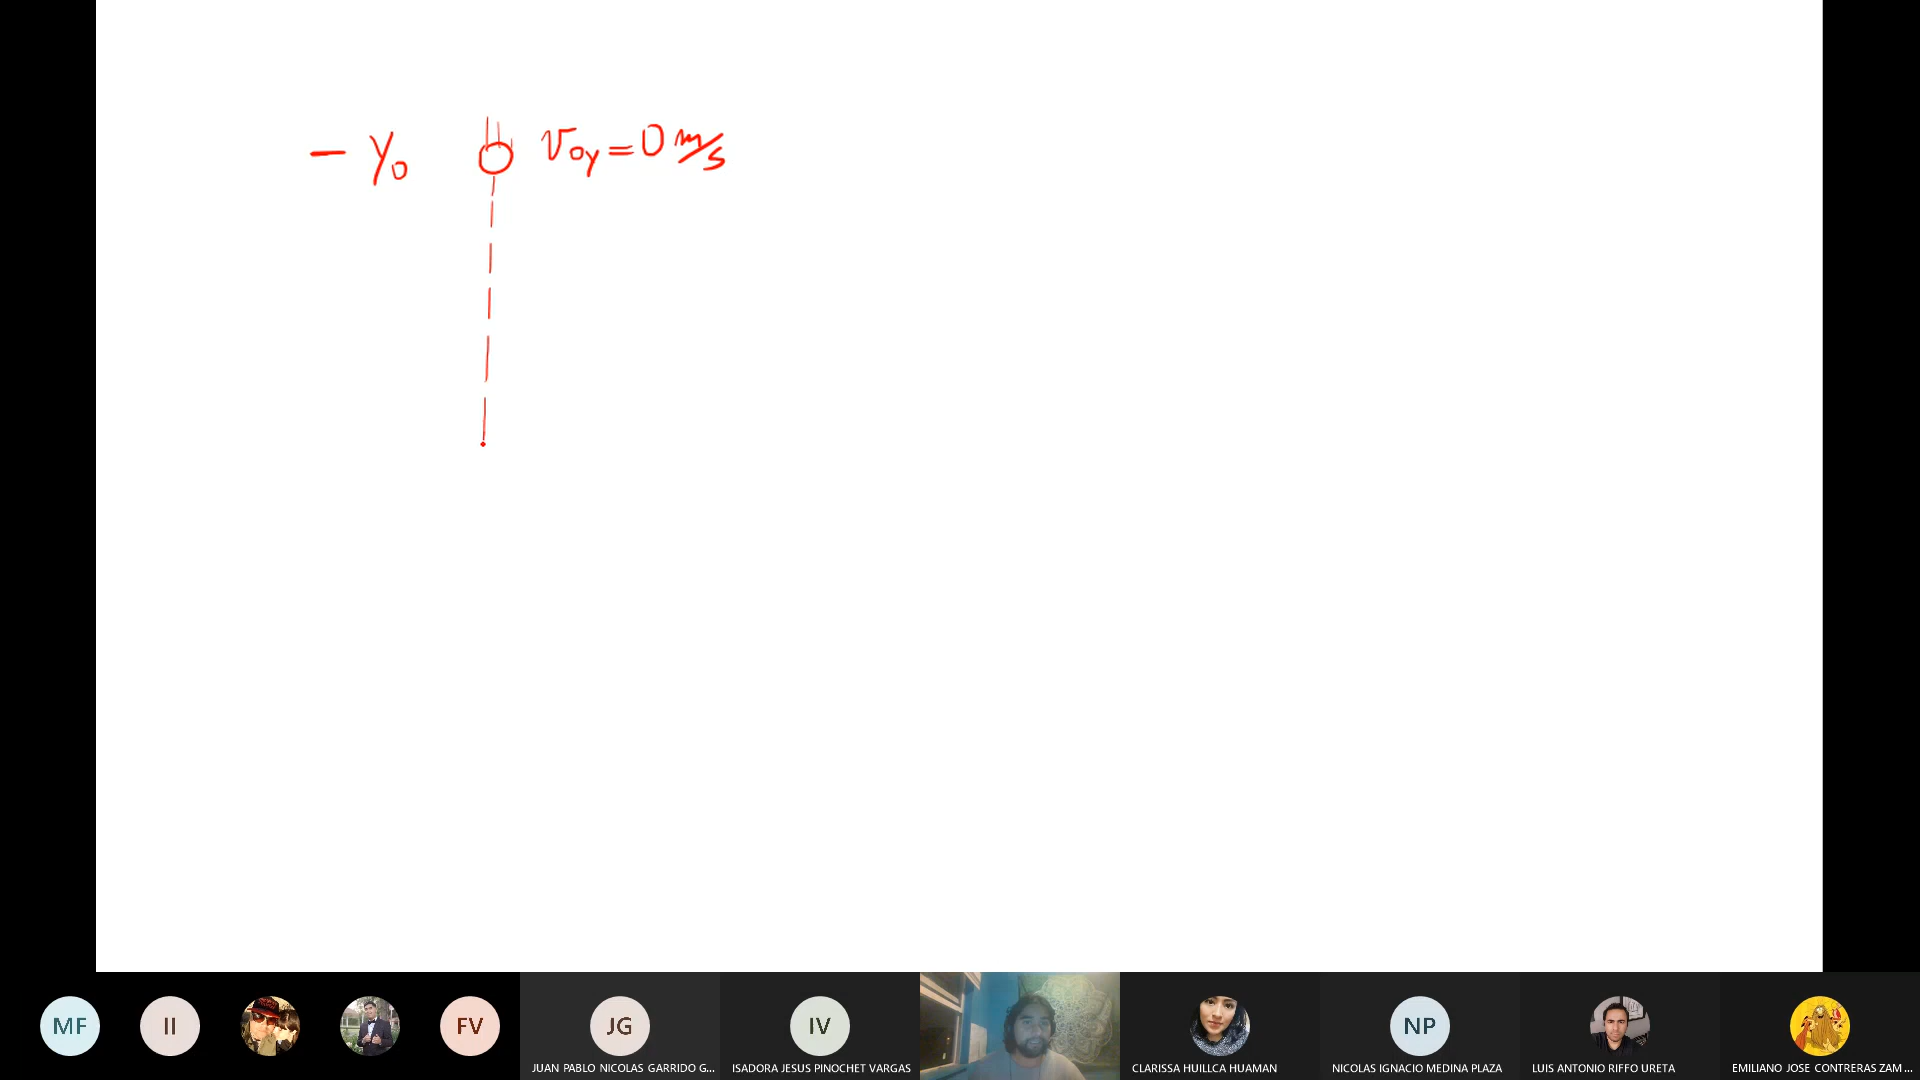 - y₀ v₀y = 0 m/s
MF II FV JG IV NP
JUAN PABLO NICOLAS GARRIDO G... ISADORA JESUS PINOCHET VARGAS CLARISSA HUILLCA HUAMAN NICOLAS IGNACIO MEDINA PLAZA LUIS ANTONIO RIFFO URETA EMILIANO JOSE CONTRERAS ZAM...